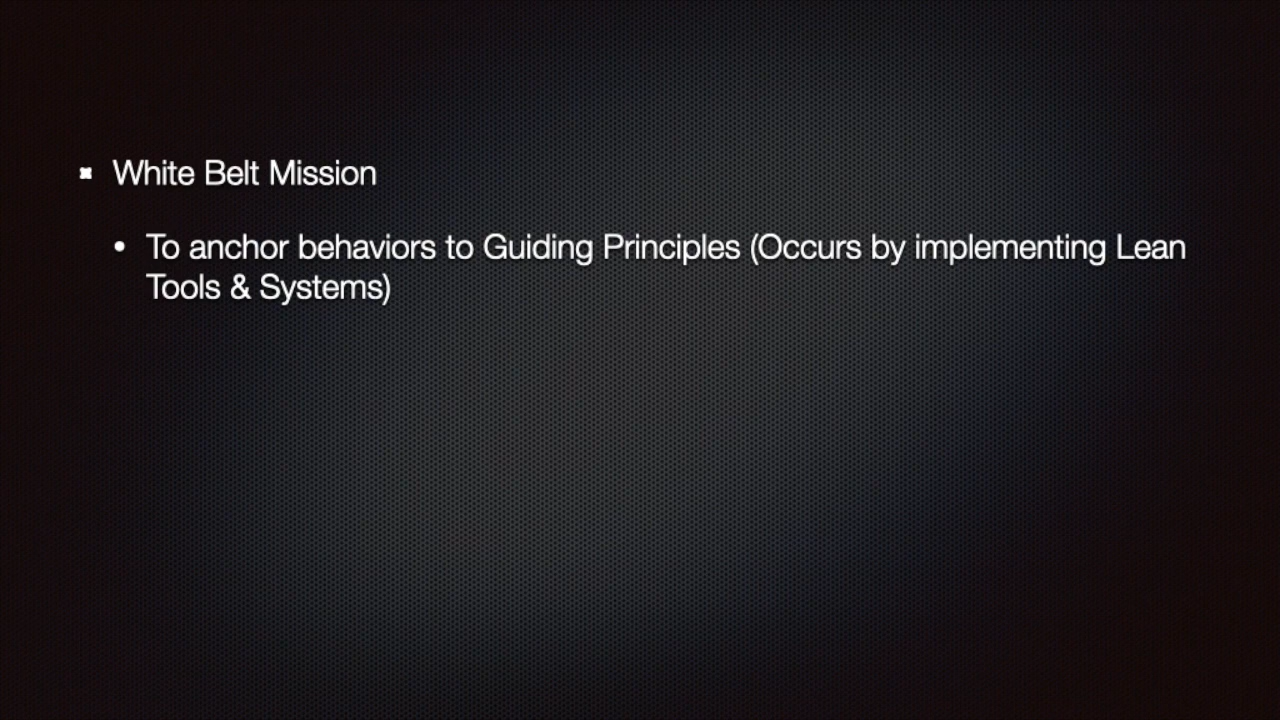 White Belt Mission
To anchor behaviors to Guiding Principles (Occurs by implementing Lean
Tools & Systems)